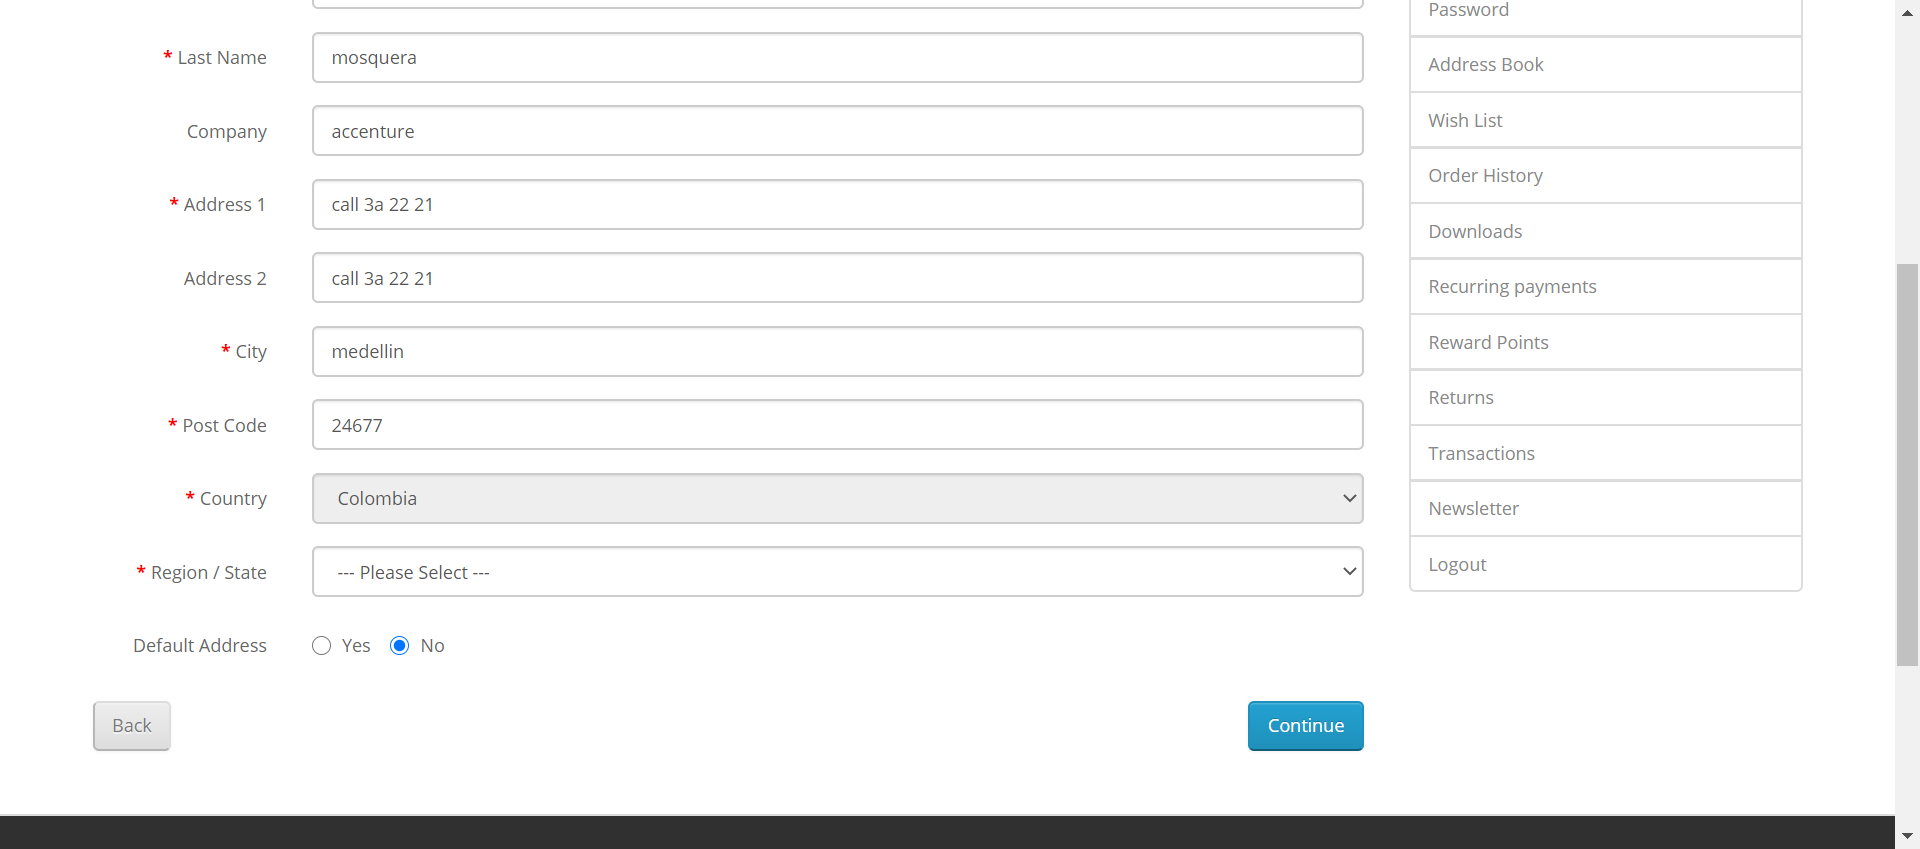 * Last Name mosquera
Company accenture
* Address 1 call 3a 22 21
Address 2 call 3a 22 21
* City medellin
* Post Code 24677
* Country Colombia
* Region / State --- Please Select ---
Default Address Yes No
Back Continue
Password
Address Book
Wish List
Order History
Downloads
Recurring payments
Reward Points
Returns
Transactions
Newsletter
Logout